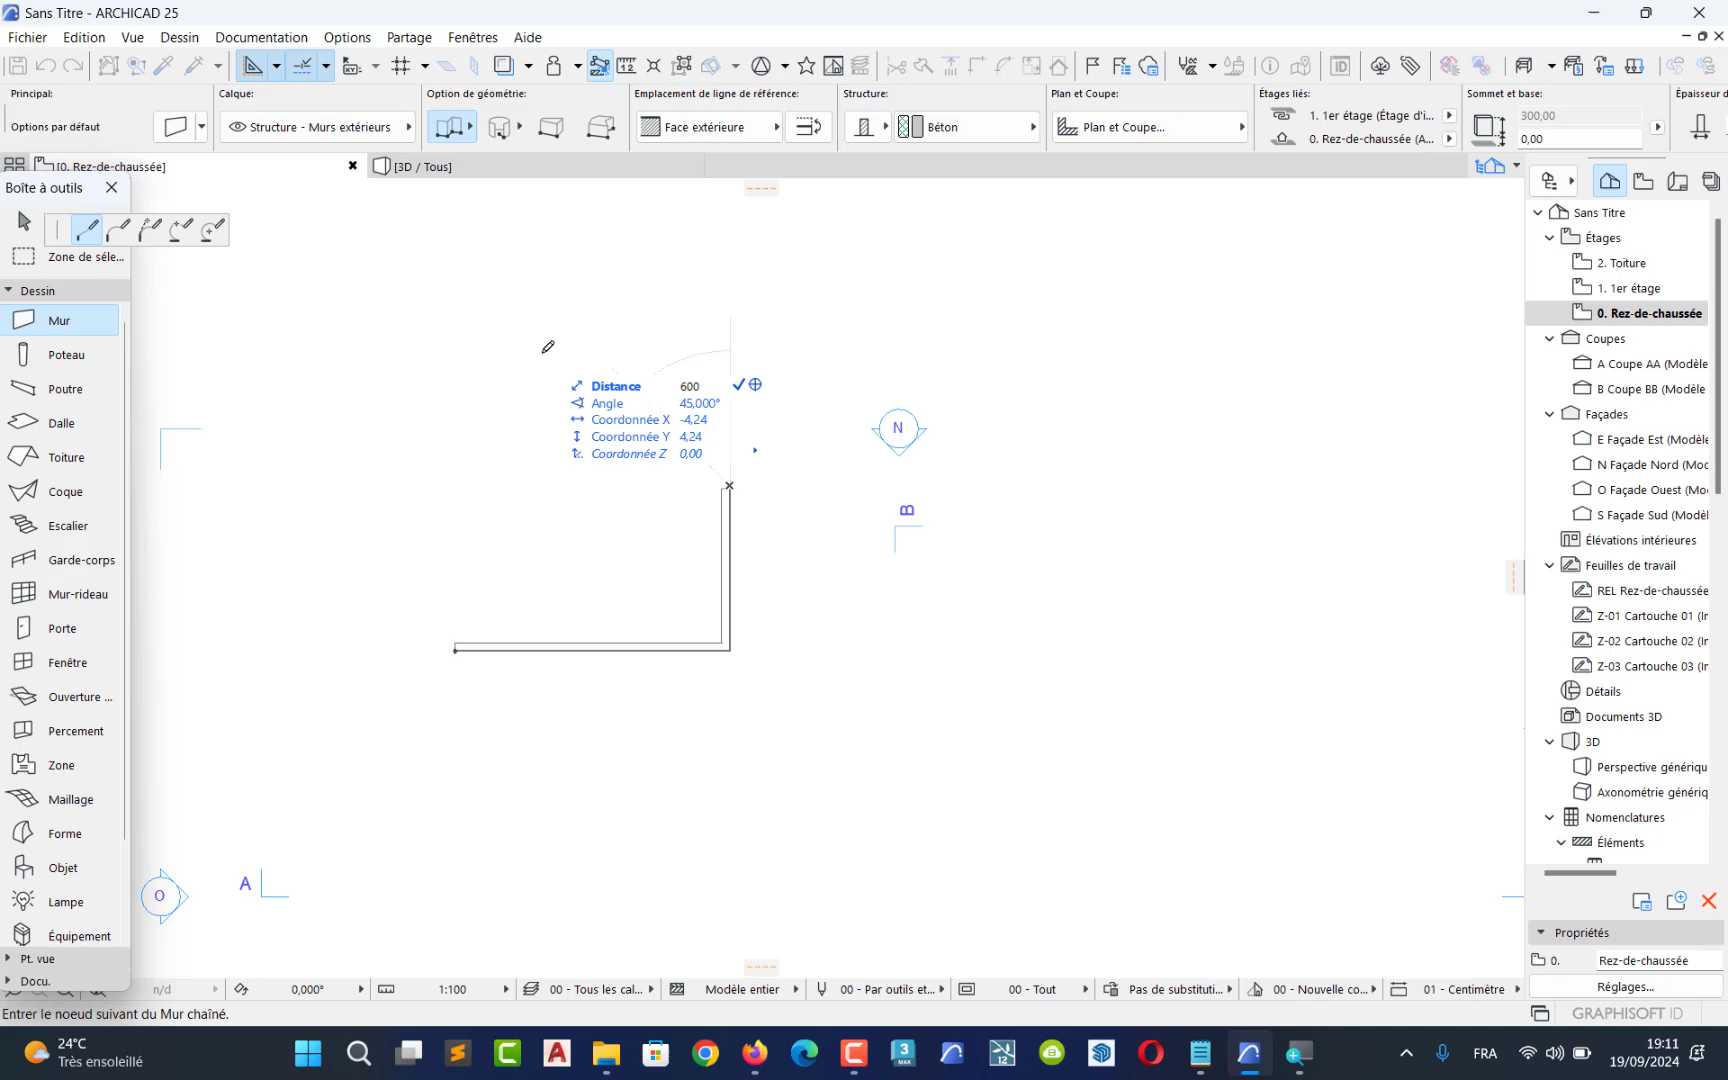 Sans Titre - ARCHICAD 25
Fichier Edition Vue Dessin Documentation Options Partage Fenêtres Aide
Principal: Calque: Option de géométrie: Emplacement de ligne de référence: Structure: Plan et Coupe: Étages liés: Sommet et base: Épaisseur d
Options par défaut Structure - Murs extérieurs Face extérieure Béton Plan et Coupe...
1. 1er étage (Étage d'i... 300,00
0. Rez-de-chaussée (A... 0,00
[0. Rez-de-chaussée] [3D / Tous]
Boîte à outils
Zone de séle...
Dessin
Mur
Poteau
Poutre
Dalle
Toiture
Coque
Escalier
Garde-corps
Mur-rideau
Porte
Fenêtre
Ouverture ...
Percement
Zone
Maillage
Forme
Objet
Lampe
Équipement
Pt. vue
Docu.
Distance 600
Angle 45,000°
Coordonnée X -4,24
Coordonnée Y 4,24
Coordonnée Z 0,00
N
B
O
A
Sans Titre
Étages
2. Toiture
1. 1er étage
0. Rez-de-chaussée
Coupes
A Coupe AA (Modèle
B Coupe BB (Modèle
Façades
E Façade Est (Modèle
N Façade Nord (Mod
O Façade Ouest (Mo
S Façade Sud (Modèl
Élévations intérieures
Feuilles de travail
REL Rez-de-chaussée
Z-01 Cartouche 01 (Ir
Z-02 Cartouche 02 (Ir
Z-03 Cartouche 03 (Ir
Détails
Documents 3D
3D
Perspective génériqu
Axonométrie génériq
Nomenclatures
Éléments
Propriétés
0. Rez-de-chaussée
Réglages...
n/d 0,000° 1:100 00 - Tous les cal... Modèle entier 00 - Par outils et... 00 - Tout Pas de substituti... 00 - Nouvelle co... 01 - Centimètre
Entrer le noeud suivant du Mur chaîné.
GRAPHISOFT ID
24°C
Très ensoleillé
FRA
19:11
19/09/2024